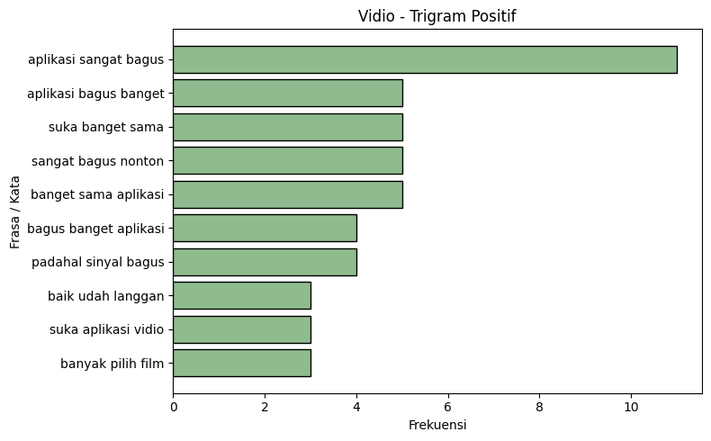 Vidio - Trigram Positif
aplikasi sangat bagus
aplikasi bagus banget
suka banget sama
sangat bagus nonton
banget sama aplikasi
bagus banget aplikasi
padahal sinyal bagus
baik udah langgan
suka aplikasi vidio
banyak pilih film
Frasa / Kata
0 2 4 6 8 10
Frekuensi